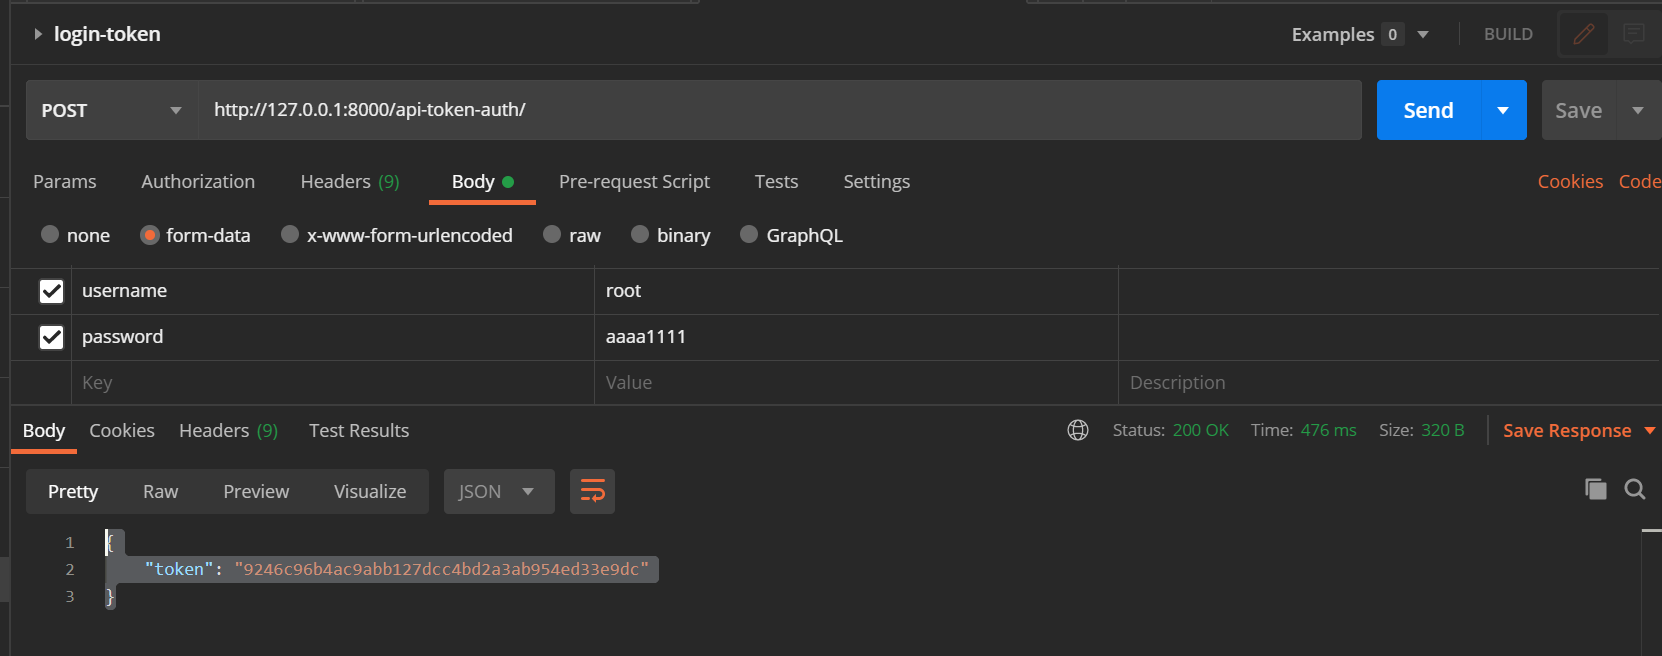 login-token
Examples 0
BUILD
POST
http://127.0.0.1:8000/api-token-auth/
Send
Save
Params Authorization Headers (9) Body Pre-request Script Tests Settings Cookies Code
none form-data x-www-form-urlencoded raw binary GraphQL
username root
password aaaa1111
Key Value Description
Body Cookies Headers (9) Test Results Status: 200 OK Time: 476 ms Size: 320 B Save Response
Pretty Raw Preview Visualize JSON
1 {
2 "token": "9246c96b4ac9abb127dcc4bd2a3ab954ed33e9dc"
3 }